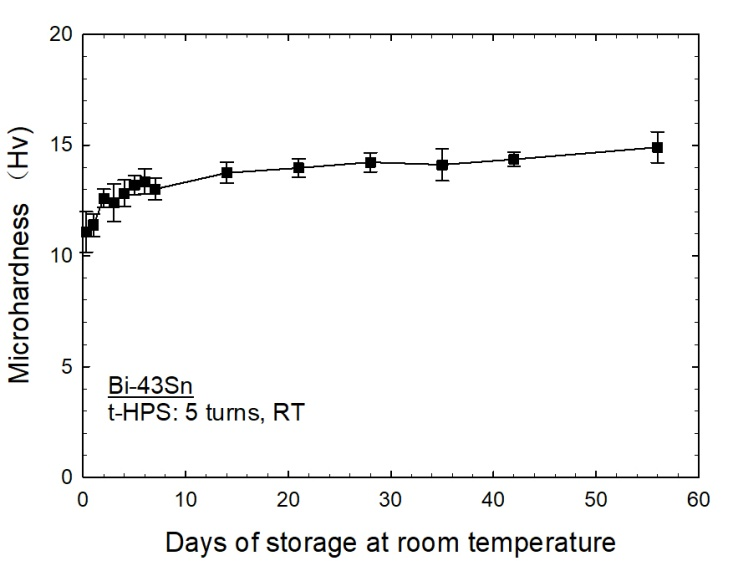 20
15
10
5
0
Microhardness （Hv)
Bi-43Sn
t-HPS: 5 turns, RT
0 10 20 30 40 50 60
Days of storage at room temperature